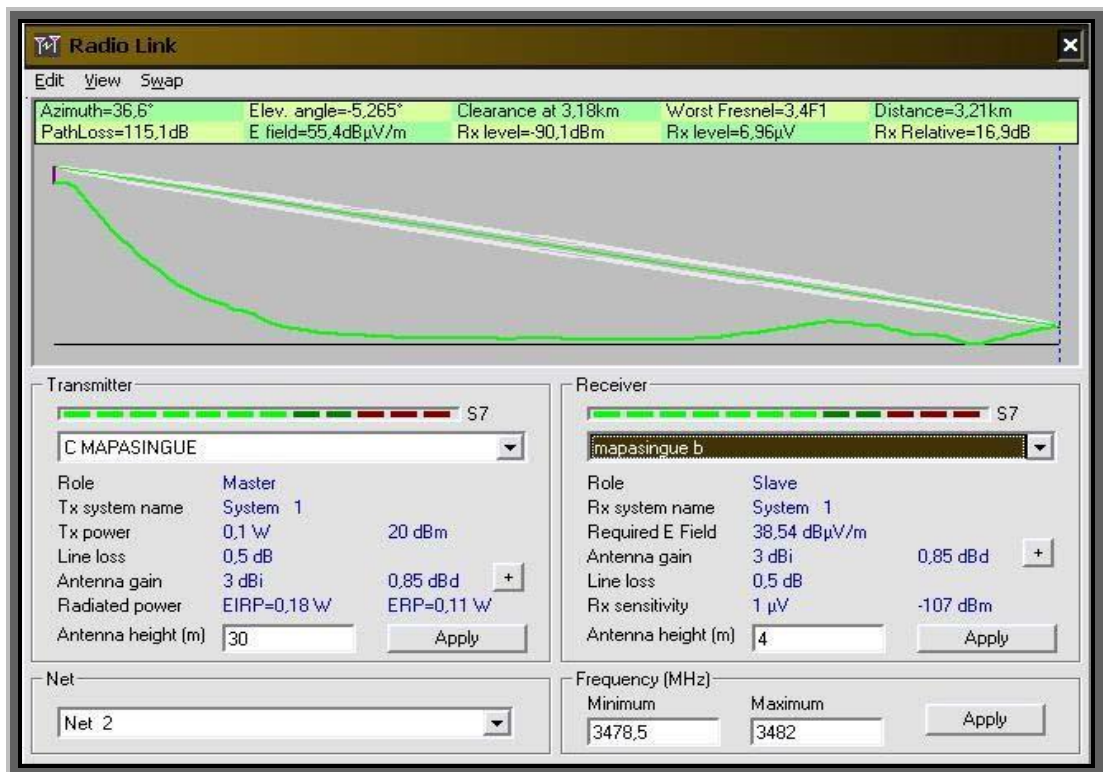 Radio Link
Edit View Swap
Azimuth=36,6° Elev. angle=-5,265° Clearance at 3,18km Worst Fresnel=3,4F1 Distance=3,21km
PathLoss=115,1dB E field=55,4dBµV/m Rx level=-90,1dBm Rx level=6,96µV Rx Relative=16,9dB
Transmitter
S7
C MAPASINGUE
Role Master
Tx system name System 1
Tx power 0,1 W 20 dBm
Line loss 0,5 dB
Antenna gain 3 dBi 0,85 dBd +
Radiated power EIRP=0,18 W ERP=0,11 W
Antenna height (m) 30 Apply
Receiver
S7
mapasingue b
Role Slave
Rx system name System 1
Required E Field 38,54 dBµV/m
Antenna gain 3 dBi 0,85 dBd +
Line loss 0,5 dB
Rx sensitivity 1 µV -107 dBm
Antenna height (m) 4 Apply
Net
Net 2
Frequency (MHz)
Minimum Maximum
3478,5 3482 Apply